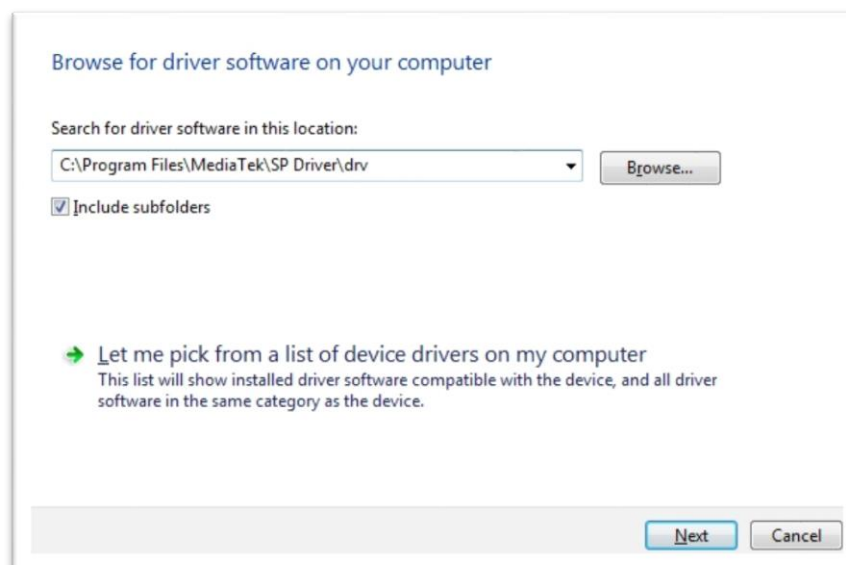 Browse for driver software on your computer
Search for driver software in this location:
C:\Program Files\MediaTek\SP Driver\drv
Browse...
Include subfolders
Let me pick from a list of device drivers on my computer
This list will show installed driver software compatible with the device, and all driver
software in the same category as the device.
Next
Cancel